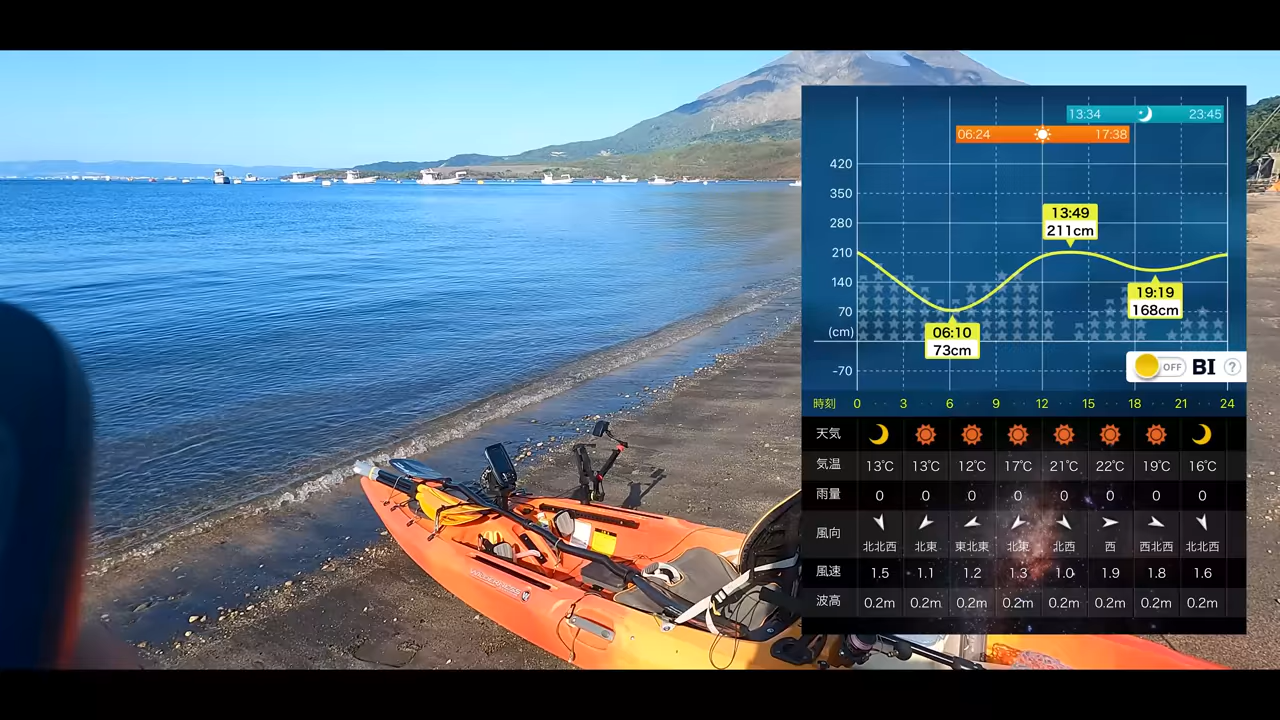 13:34 23:45
06:24 17:38
420
350
280
210
140
70
(cm)
-70
13:49
211cm
19:19
168cm
06:10
73cm
OFF BI ?
時刻 0 3 6 9 12 15 18 21 24
天気
気温 13℃ 13℃ 12℃ 17℃ 21℃ 22℃ 19℃ 16℃
雨量 0 0 0 0 0 0 0 0
風向 北北西 北東 東北東 北東 北西 西 西北西 北北西
風速 1.5 1.1 1.2 1.3 1.0 1.9 1.8 1.6
波高 0.2m 0.2m 0.2m 0.2m 0.2m 0.2m 0.2m 0.2m